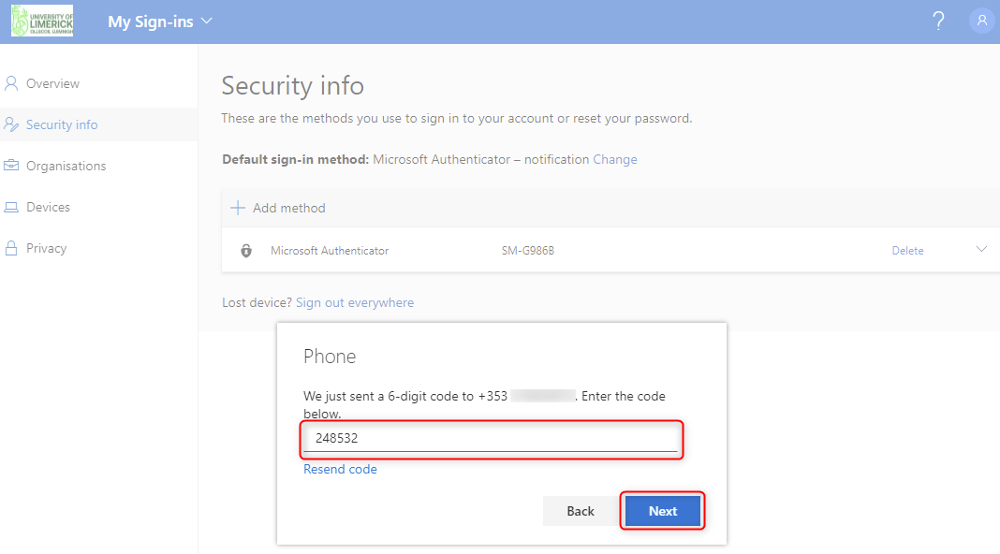 UNIVERSITY OF
LIMERICK
OLLSCOIL LUIMNIGH
My Sign-ins
?
Overview
Security info
Organisations
Devices
Privacy
Security info
These are the methods you use to sign in to your account or reset your password.
Default sign-in method: Microsoft Authenticator – notification Change
+ Add method
Microsoft Authenticator SM-G986B Delete
Lost device? Sign out everywhere
Phone
We just sent a 6-digit code to +353 . Enter the code
below.
248532
Resend code
Back Next